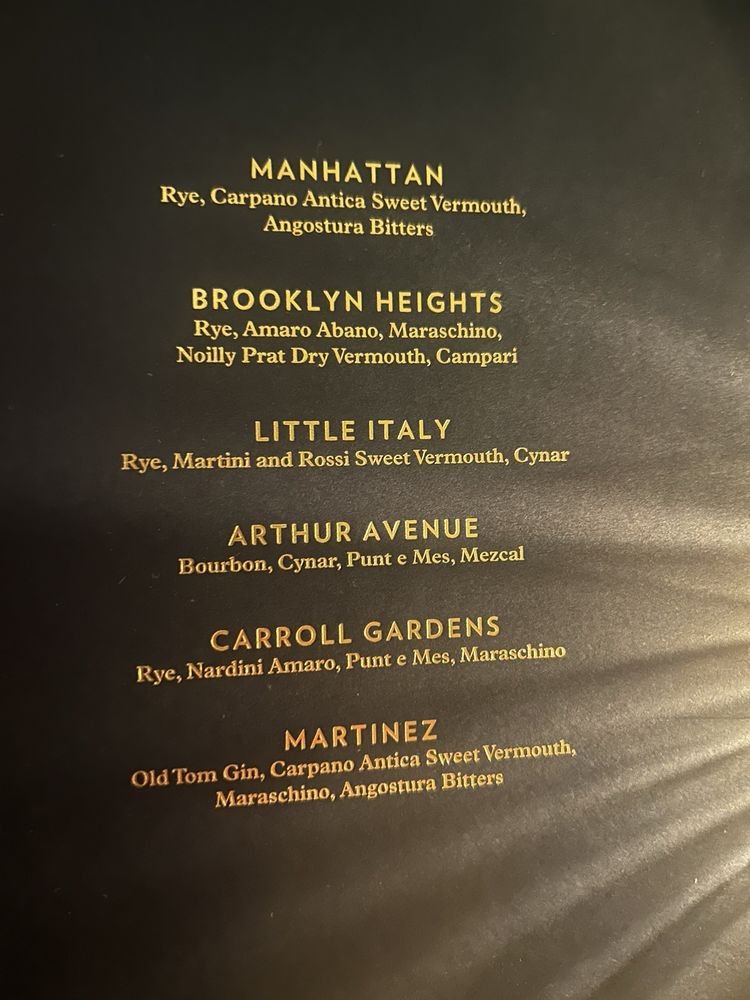 MANHATTAN
Rye, Carpano Antica Sweet Vermouth,
Angostura Bitters
BROOKLYN HEIGHTS
Rye, Amaro Abano, Maraschino,
Noilly Prat Dry Vermouth, Campari
LITTLE ITALY
Rye, Martini and Rossi Sweet Vermouth, Cynar
ARTHUR AVENUE
Bourbon, Cynar, Punt e Mes, Mezcal
CARROLL GARDENS
Rye, Nardini Amaro, Punt e Mes, Maraschino
MARTINEZ
Old Tom Gin, Carpano Antica Sweet Vermouth,
Maraschino, Angostura Bitters